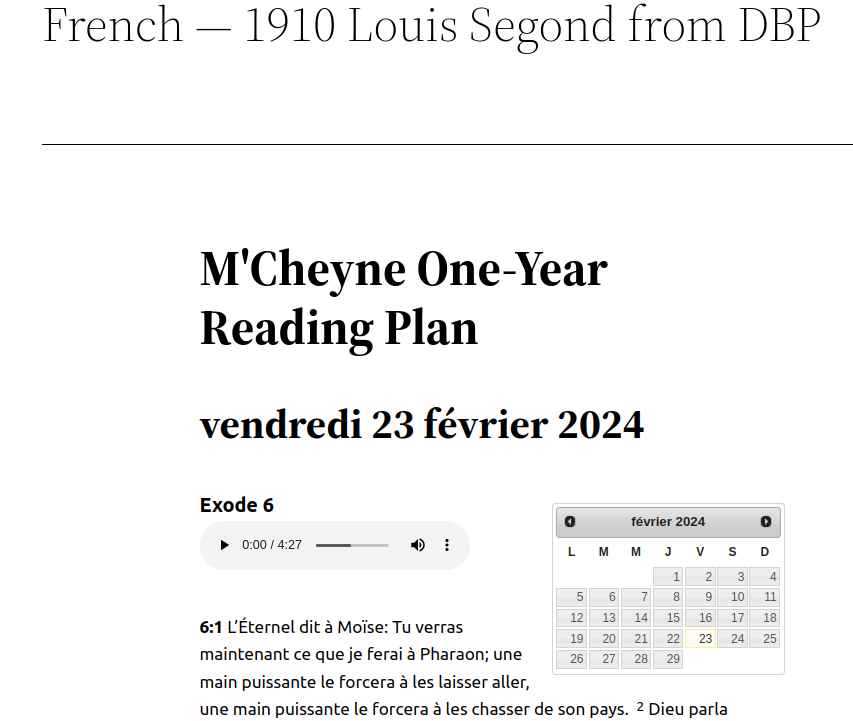 French — 1910 Louis Segond from DBP
M'Cheyne One-Year
Reading Plan
vendredi 23 février 2024
Exode 6
0:00 / 4:27
février 2024
L M M J V S D
1 2 3 4
5 6 7 8 9 10 11
12 13 14 15 16 17 18
19 20 21 22 23 24 25
26 27 28 29
6:1 L’Éternel dit à Moïse: Tu verras
maintenant ce que je ferai à Pharaon; une
main puissante le forcera à les laisser aller,
une main puissante le forcera à les chasser de son pays. 2 Dieu parla